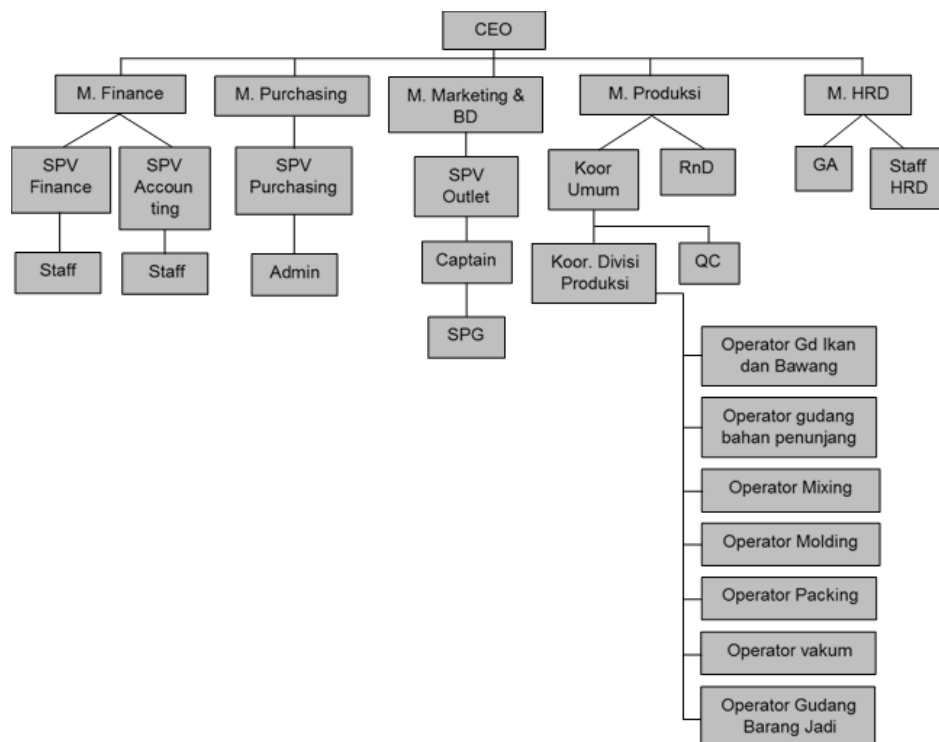 CEO
M. Finance
M. Purchasing
M. Marketing &
BD
M. Produksi
M. HRD
SPV
Finance
SPV
Accoun
ting
SPV
Purchasing
SPV
Outlet
Koor
Umum
RnD
GA
Staff
HRD
Staff
Staff
Admin
Captain
Koor. Divisi
Produksi
QC
SPG
Operator Gd Ikan
dan Bawang
Operator gudang
bahan penunjang
Operator Mixing
Operator Molding
Operator Packing
Operator vakum
Operator Gudang
Barang Jadi